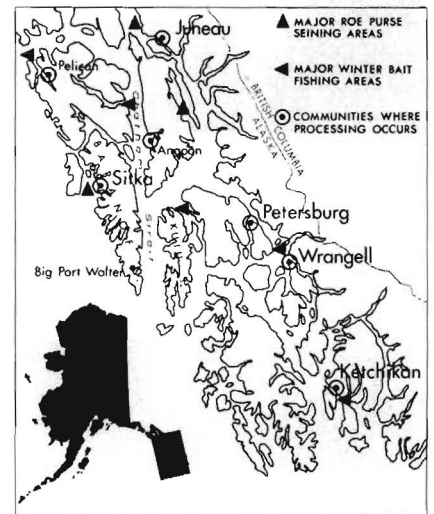 MAJOR ROE PURSE
SEINING AREAS
MAJOR WINTER BAIT
FISHING AREAS
COMMUNITIES WHERE
PROCESSING OCCURS
Juneau
Pelican
BRITISH COLUMBIA
ALASKA
Angoon
Sitka
Strait
Petersburg
Wrangell
Big Port Walter
Ketchikan